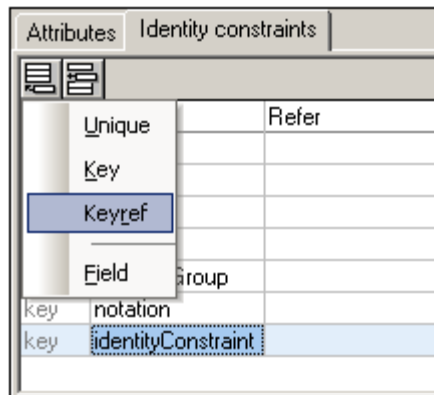 Attributes Identity constraints
Refer
Unique
Key
Keyref
Field
Group
key notation
key identityConstraint